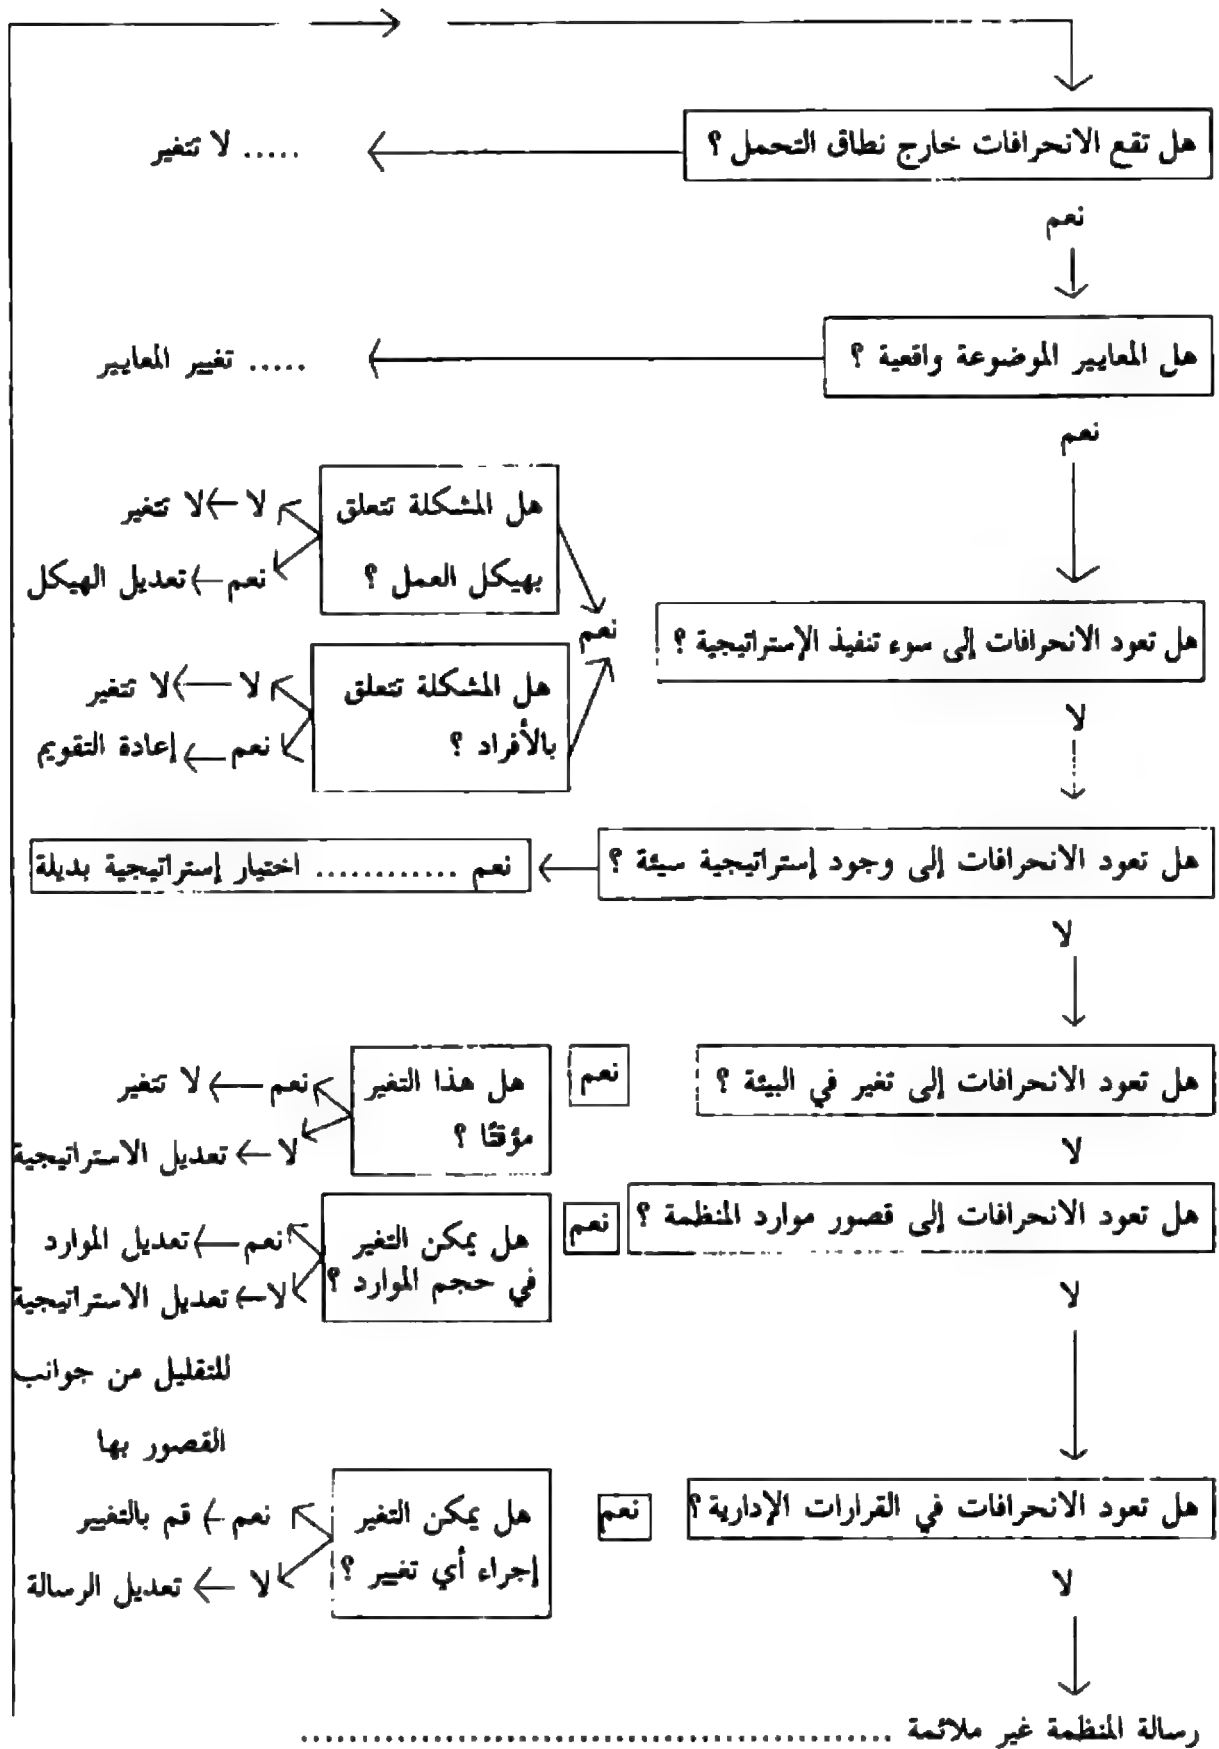 هل تقع الانحرافات خارج نطاق التحمل ؟
..... لا تتغير
نعم
هل المعايير الموضوعة واقعية ؟
..... تغيير المعايير
نعم
هل المشكلة تتعلق
بهيكل العمل ؟
لا لا تتغير
نعم تعديل الهيكل
هل تعود الانحرافات إلى سوء تنفيذ الإستراتيجية ؟
نعم
هل المشكلة تتعلق
بالأفراد ؟
لا لا تتغير
نعم إعادة التقويم
لا
هل تعود الانحرافات إلى وجود إستراتيجية سيئة ؟
نعم ............ اختيار إستراتيجية بديلة
لا
هل تعود الانحرافات إلى تغير في البيئة ؟
نعم
هل هذا التغير
مؤقتًا ؟
نعم لا تتغير
لا تعديل الاستراتيجية
لا
هل تعود الانحرافات إلى قصور موارد المنظمة ؟
نعم
هل يمكن التغير
في حجم الموارد ؟
نعم تعديل الموارد
لا تعديل الاستراتيجية
للتقليل من جوانب
القصور بها
لا
هل تعود الانحرافات في القرارات الإدارية ؟
نعم
هل يمكن التغير
إجراء أي تغيير ؟
نعم قم بالتغيير
لا تعديل الرسالة
لا
رسالة المنظمة غير ملائمة ..........................................